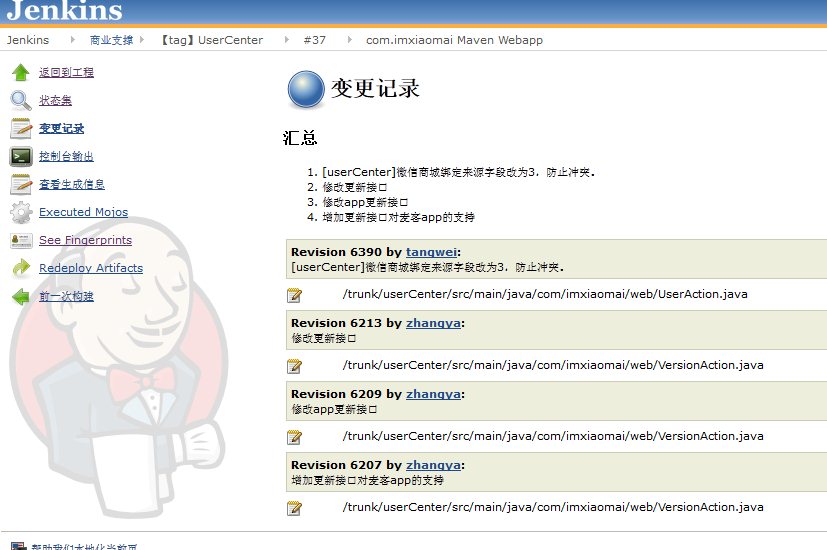 Jenkins
Jenkins 商业支撑 【tag】UserCenter #37 com.imxiaomai Maven Webapp
返回到工程
状态集
变更记录
控制台输出
查看生成信息
Executed Mojos
See Fingerprints
Redeploy Artifacts
前一次构建
变更记录
汇总
1. [userCenter]微信商城绑定来源字段改为3，防止冲突。
2. 修改更新接口
3. 修改app更新接口
4. 增加更新接口对麦客app的支持
Revision 6390 by tangwei:
[userCenter]微信商城绑定来源字段改为3，防止冲突。
/trunk/userCenter/src/main/java/com/imxiaomai/web/UserAction.java
Revision 6213 by zhangya:
修改更新接口
/trunk/userCenter/src/main/java/com/imxiaomai/web/VersionAction.java
Revision 6209 by zhangya:
修改app更新接口
/trunk/userCenter/src/main/java/com/imxiaomai/web/VersionAction.java
Revision 6207 by zhangya:
增加更新接口对麦客app的支持
/trunk/userCenter/src/main/java/com/imxiaomai/web/VersionAction.java
帮助我们本地化当前页